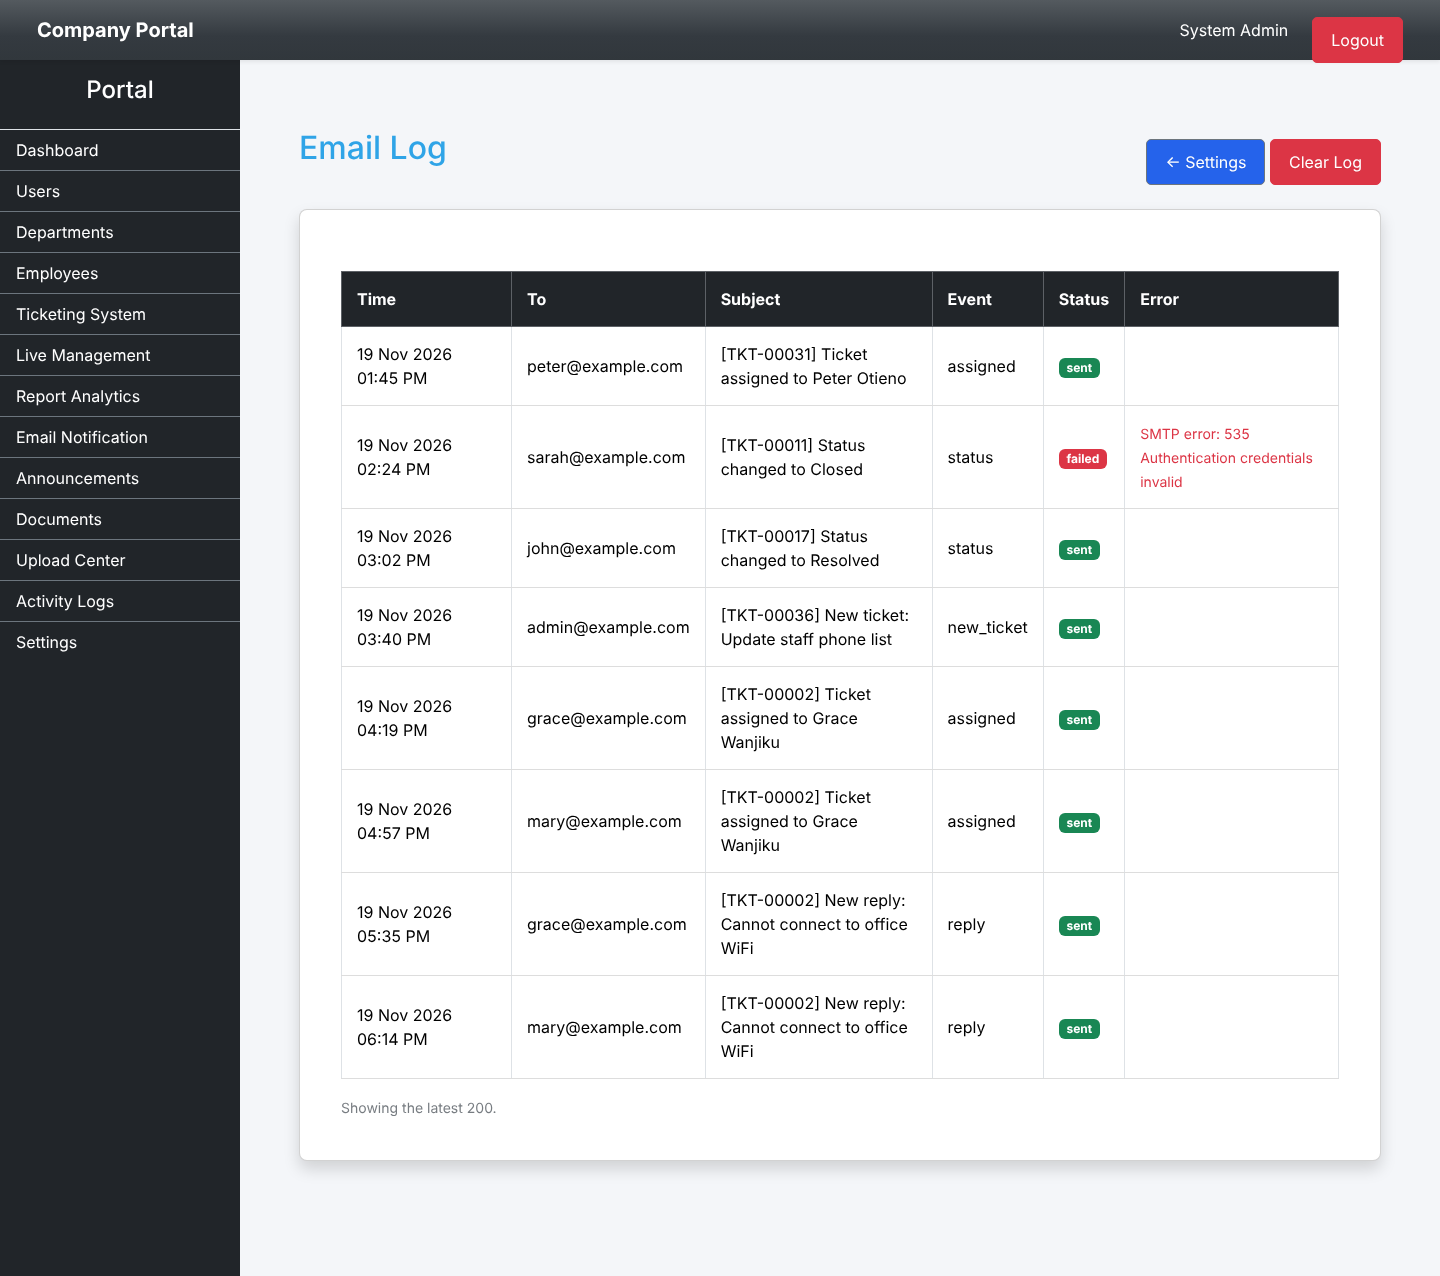 Company Portal
System Admin
Logout
Portal
Dashboard
Users
Departments
Employees
Ticketing System
Live Management
Report Analytics
Email Notification
Announcements
Documents
Upload Center
Activity Logs
Settings
Email Log
← Settings
Clear Log
Time To Subject Event Status Error
19 Nov 2026
01:45 PM
peter@example.com
[TKT-00031] Ticket
assigned to Peter Otieno
assigned
sent
19 Nov 2026
02:24 PM
sarah@example.com
[TKT-00011] Status
changed to Closed
status
failed
SMTP error: 535
Authentication credentials
invalid
19 Nov 2026
03:02 PM
john@example.com
[TKT-00017] Status
changed to Resolved
status
sent
19 Nov 2026
03:40 PM
admin@example.com
[TKT-00036] New ticket:
Update staff phone list
new_ticket
sent
19 Nov 2026
04:19 PM
grace@example.com
[TKT-00002] Ticket
assigned to Grace
Wanjiku
assigned
sent
19 Nov 2026
04:57 PM
mary@example.com
[TKT-00002] Ticket
assigned to Grace
Wanjiku
assigned
sent
19 Nov 2026
05:35 PM
grace@example.com
[TKT-00002] New reply:
Cannot connect to office
WiFi
reply
sent
19 Nov 2026
06:14 PM
mary@example.com
[TKT-00002] New reply:
Cannot connect to office
WiFi
reply
sent
Showing the latest 200.